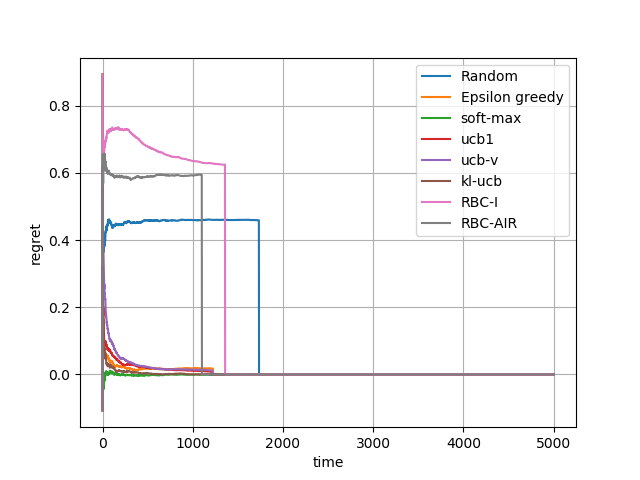 0.8
0.6
0.4
0.2
0.0
regret
0
1000
2000
3000
4000
5000
time
Random
Epsilon greedy
soft-max
ucb1
ucb-v
kl-ucb
RBC-I
RBC-AIR